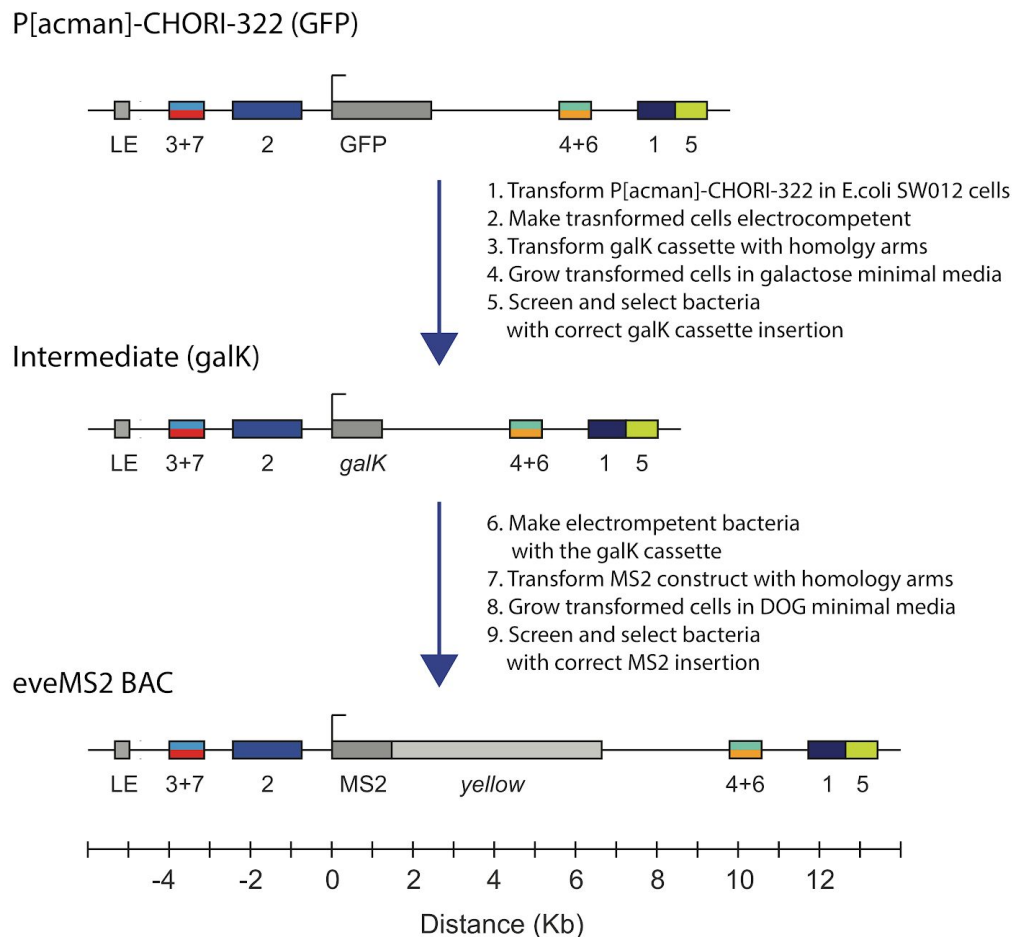 P[acman]-CHORI-322 (GFP)
LE 3+7 2 GFP 4+6 1 5
1. Transform P[acman]-CHORI-322 in E.coli SW012 cells
2. Make trasnformed cells electrocompetent
3. Transform galK cassette with homolgy arms
4. Grow transformed cells in galactose minimal media
5. Screen and select bacteria
with correct galK cassette insertion
Intermediate (galK)
LE 3+7 2 galK 4+6 1 5
6. Make electrompetent bacteria
with the galK cassette
7. Transform MS2 construct with homology arms
8. Grow transformed cells in DOG minimal media
9. Screen and select bacteria
with correct MS2 insertion
eveMS2 BAC
LE 3+7 2 MS2 yellow 4+6 1 5
-4 -2 0 2 4 6 8 10 12
Distance (Kb)